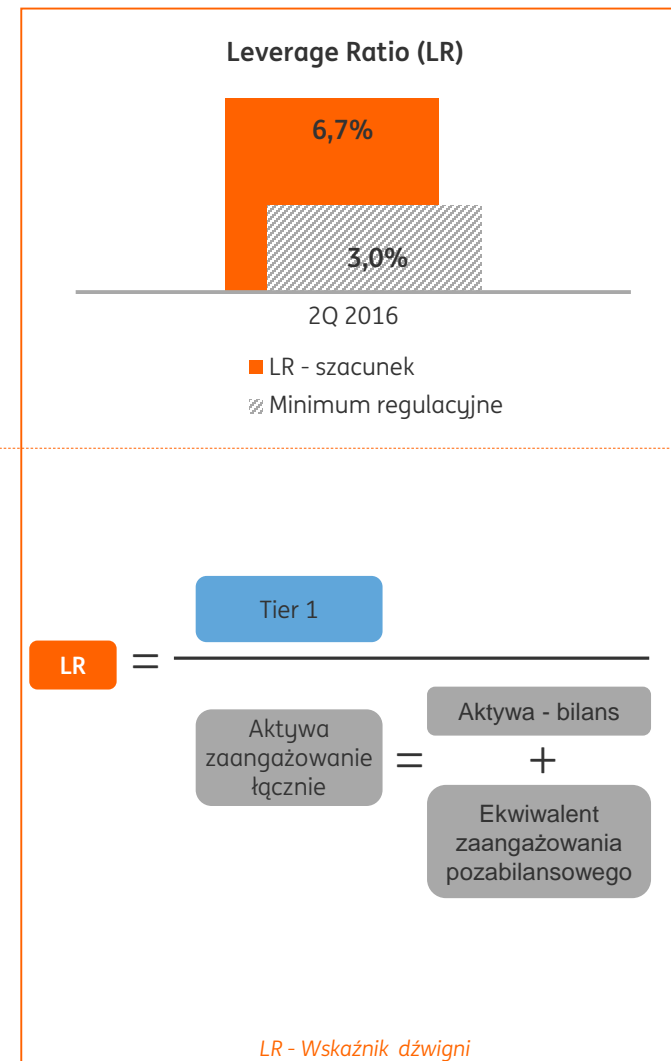 Leverage Ratio (LR)
6,7%
3,0%
2Q 2016
LR - szacunek
Minimum regulacyjne
Tier 1
LR
=
Aktywa
zaangażowanie
łącznie
=
Aktywa - bilans
+
Ekwiwalent
zaangażowania
pozabilansowego
LR - Wskaźnik dźwigni